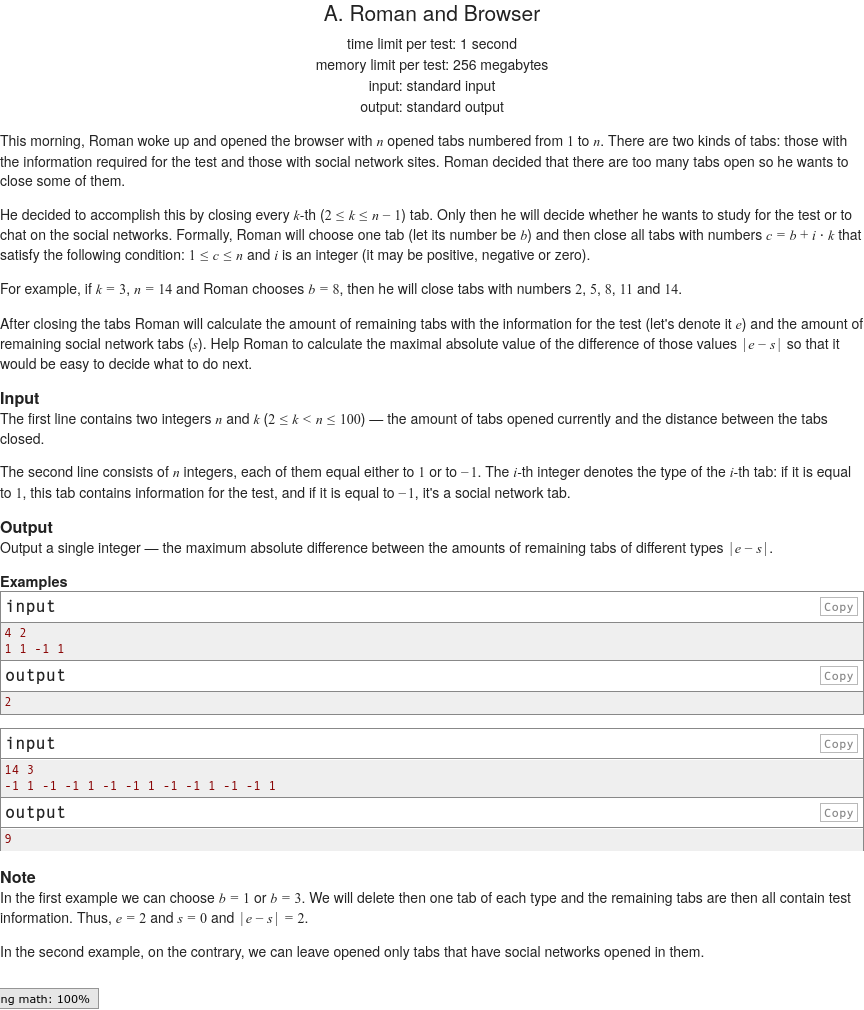 A. Roman and Browser
time limit per test: 1 second
memory limit per test: 256 megabytes
input: standard input
output: standard output
This morning, Roman woke up and opened the browser with n opened tabs numbered from 1 to n. There are two kinds of tabs: those with
the information required for the test and those with social network sites. Roman decided that there are too many tabs open so he wants to
close some of them.
He decided to accomplish this by closing every k-th (2 ≤ k ≤ n − 1) tab. Only then he will decide whether he wants to study for the test or to
chat on the social networks. Formally, Roman will choose one tab (let its number be b) and then close all tabs with numbers c = b + i · k that
satisfy the following condition: 1 ≤ c ≤ n and i is an integer (it may be positive, negative or zero).
For example, if k = 3, n = 14 and Roman chooses b = 8, then he will close tabs with numbers 2, 5, 8, 11 and 14.
After closing the tabs Roman will calculate the amount of remaining tabs with the information for the test (let's denote it e) and the amount of
remaining social network tabs (s). Help Roman to calculate the maximal absolute value of the difference of those values |e − s| so that it
would be easy to decide what to do next.
Input
The first line contains two integers n and k (2 ≤ k < n ≤ 100) — the amount of tabs opened currently and the distance between the tabs
closed.
The second line consists of n integers, each of them equal either to 1 or to −1. The i-th integer denotes the type of the i-th tab: if it is equal
to 1, this tab contains information for the test, and if it is equal to −1, it's a social network tab.
Output
Output a single integer — the maximum absolute difference between the amounts of remaining tabs of different types |e − s|.
Examples
input Copy
4 2
1 1 -1 1
output Copy
2
input Copy
14 3
-1 1 -1 -1 1 -1 -1 1 -1 -1 1 -1 -1 1
output Copy
9
Note
In the first example we can choose b = 1 or b = 3. We will delete then one tab of each type and the remaining tabs are then all contain test
information. Thus, e = 2 and s = 0 and |e − s| = 2.
In the second example, on the contrary, we can leave opened only tabs that have social networks opened in them.
ng math: 100%